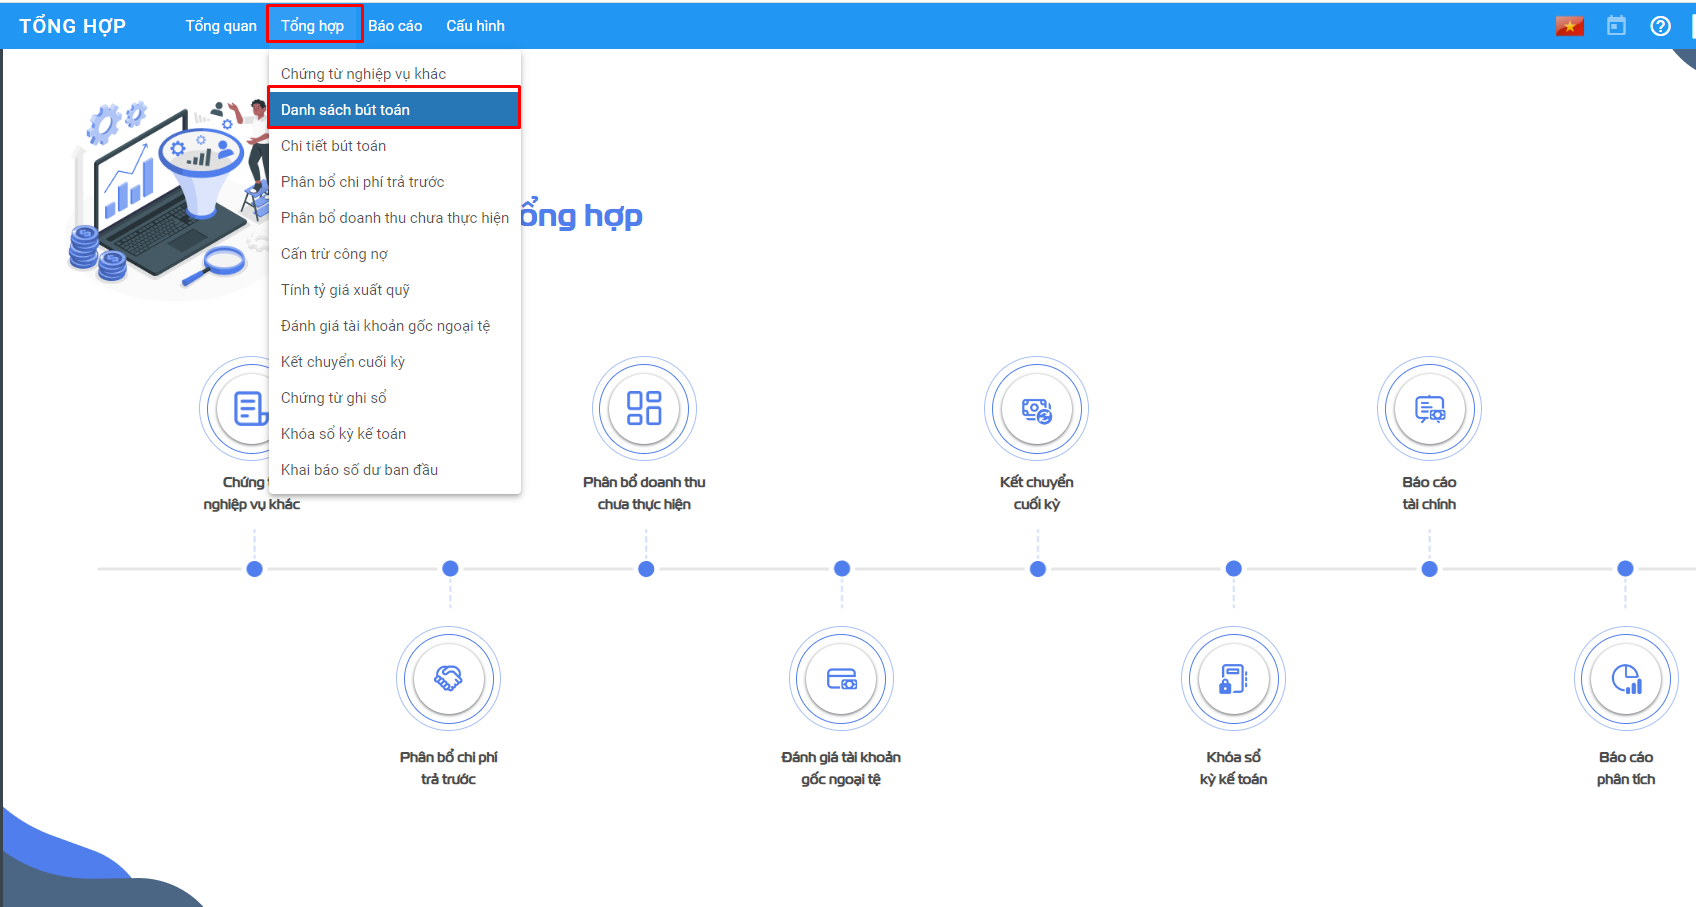 TỔNG HỢP
Tổng quan
Tổng hợp
Báo cáo
Cấu hình
Chứng từ nghiệp vụ khác
Danh sách bút toán
Chi tiết bút toán
Phân bổ chi phí trả trước
Phân bổ doanh thu chưa thực hiện
Cấn trừ công nợ
Tính tỷ giá xuất quỹ
Đánh giá tài khoản gốc ngoại tệ
Kết chuyển cuối kỳ
Chứng từ ghi sổ
Khóa sổ kỳ kế toán
Khai báo số dư ban đầu
ổng hợp
Chứng
nghiệp vụ khác
Phân bổ doanh thu
chưa thực hiện
Kết chuyển
cuối kỳ
Báo cáo
tài chính
Phân bổ chi phí
trả trước
Đánh giá tài khoản
gốc ngoại tệ
Khóa sổ
kỳ kế toán
Báo cáo
phân tích